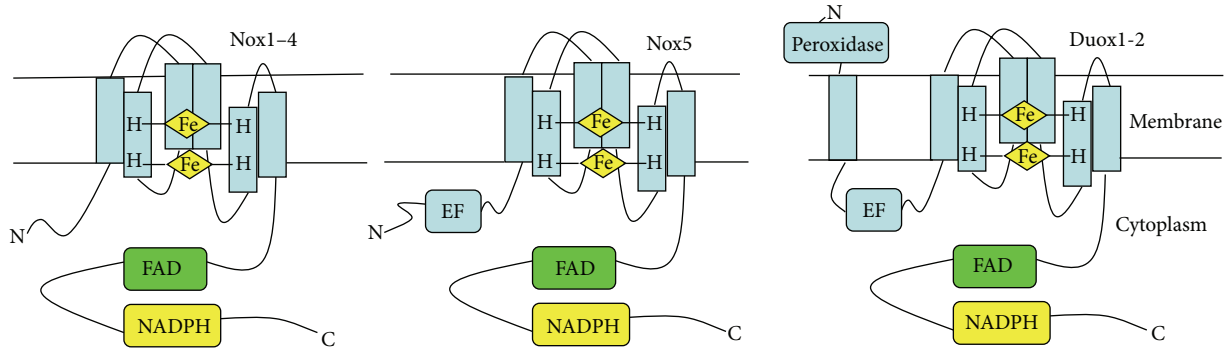 Nox1–4
H
Fe
H
H
Fe
H
N
FAD
NADPH
C
Nox5
H
Fe
H
H
Fe
H
N
EF
FAD
NADPH
C
N
Peroxidase
Duox1-2
H
Fe
H
Membrane
H
Fe
H
EF
Cytoplasm
FAD
NADPH
C